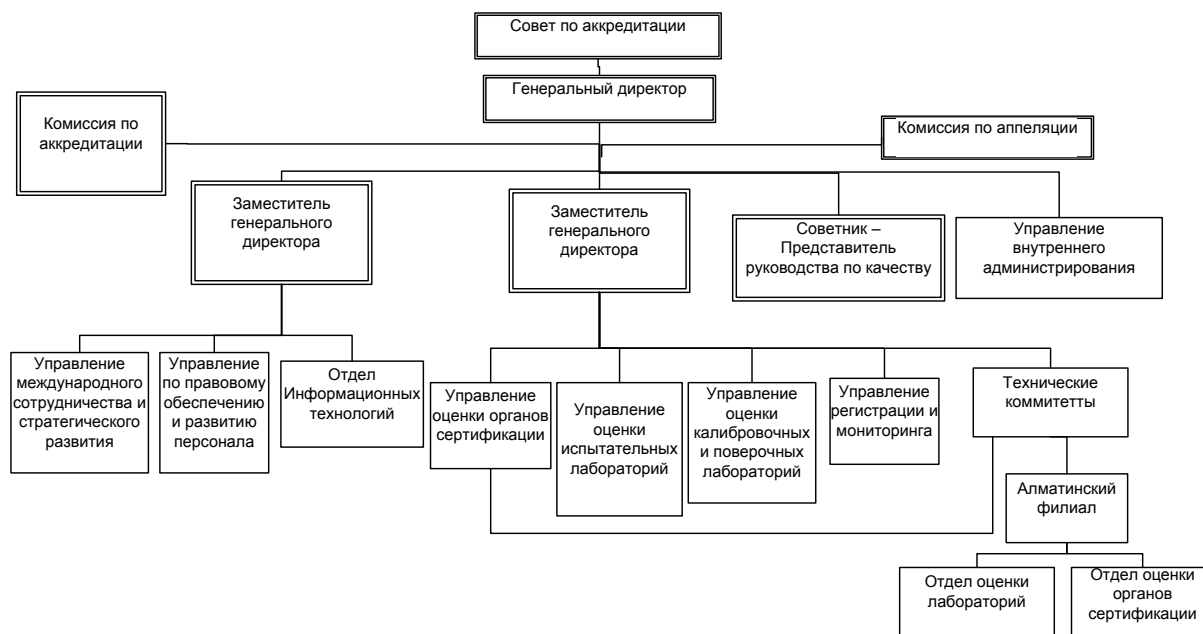 Совет по аккредитации
Генеральный директор
Комиссия по
аккредитации
Комиссия по аппеляции
Заместитель
генерального
директора
Заместитель
генерального
директора
Советник –
Представитель
руководства по качеству
Управление
внутреннего
администрирования
Управление
международного
сотрудничества и
стратегического
развития
Управление
по правовому
обеспечению
и развитию
персонала
Отдел
Информационных
технологий
Управление
оценки органов
сертификации
Управление
оценки
испытательных
лабораторий
Управление
оценки
калибровочных
и поверочных
лабораторий
Управление
регистрации и
мониторинга
Технические
коммитетты
Алматинский
филиал
Отдел оценки
лабораторий
Отдел оценки
органов
сертификации